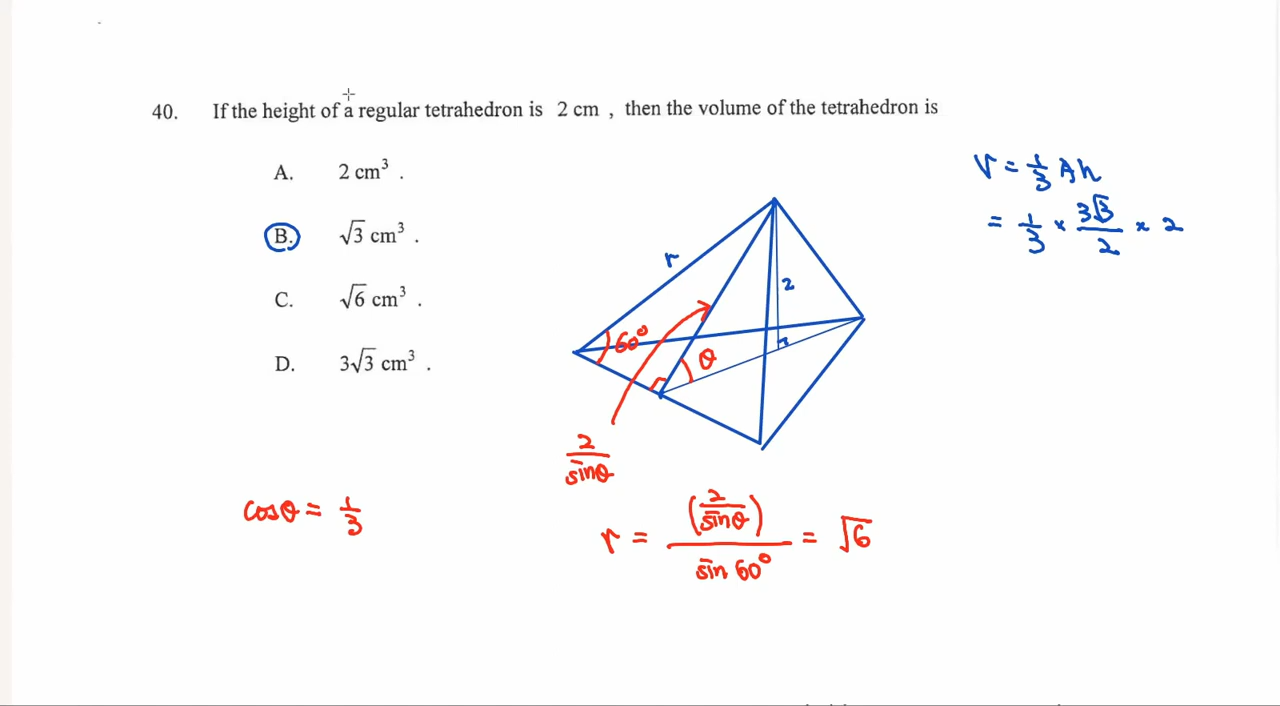 40. If the height of a regular tetrahedron is 2 cm , then the volume of the tetrahedron is
A. 2 cm³ .
B. √3 cm³ .
C. √6 cm³ .
D. 3√3 cm³ .
V = 1/3 Ah
= 1/3 × 3√3/2 × 2
r
2
60°
θ
2/sinθ
cosθ = 1/3
r = (2/sinθ)/sin 60° = √6